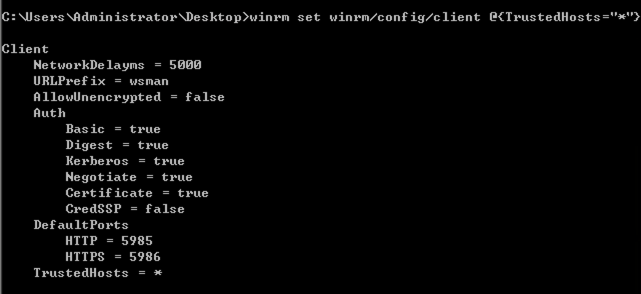 C:\Users\Administrator\Desktop>winrm set winrm/config/client @{TrustedHosts="*"}
Client
NetworkDelayms = 5000
URLPrefix = wsman
AllowUnencrypted = false
Auth
Basic = true
Digest = true
Kerberos = true
Negotiate = true
Certificate = true
CredSSP = false
DefaultPorts
HTTP = 5985
HTTPS = 5986
TrustedHosts = *